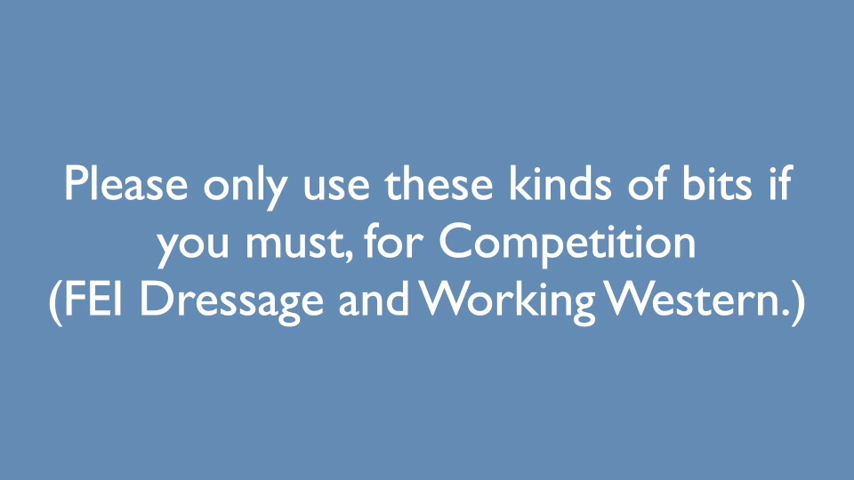 Please only use these kinds of bits if
you must, for Competition
(FEI Dressage and Working Western.)